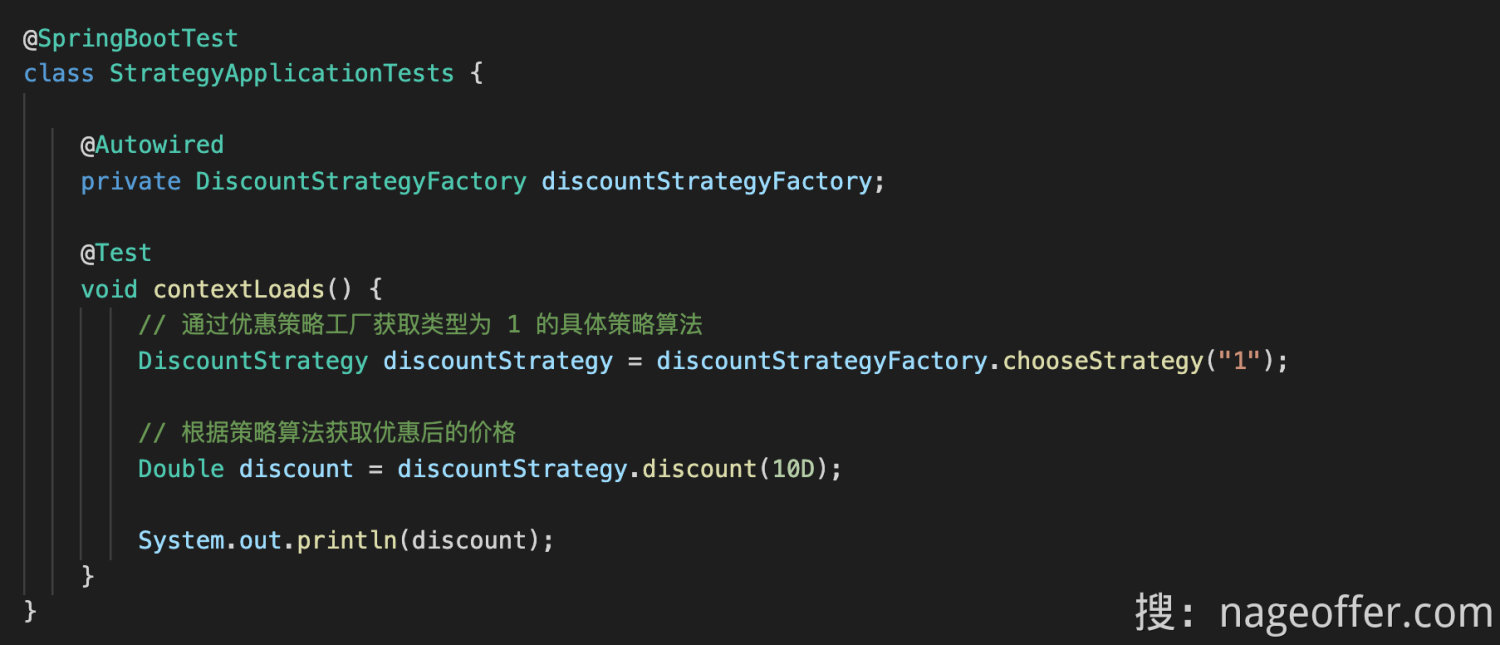 @SpringBootTest
class StrategyApplicationTests {
@Autowired
private DiscountStrategyFactory discountStrategyFactory;
@Test
void contextLoads() {
// 通过优惠策略工厂获取类型为 1 的具体策略算法
DiscountStrategy discountStrategy = discountStrategyFactory.chooseStrategy("1");
// 根据策略算法获取优惠后的价格
Double discount = discountStrategy.discount(10D);
System.out.println(discount);
}
}
搜：nageoffer.com